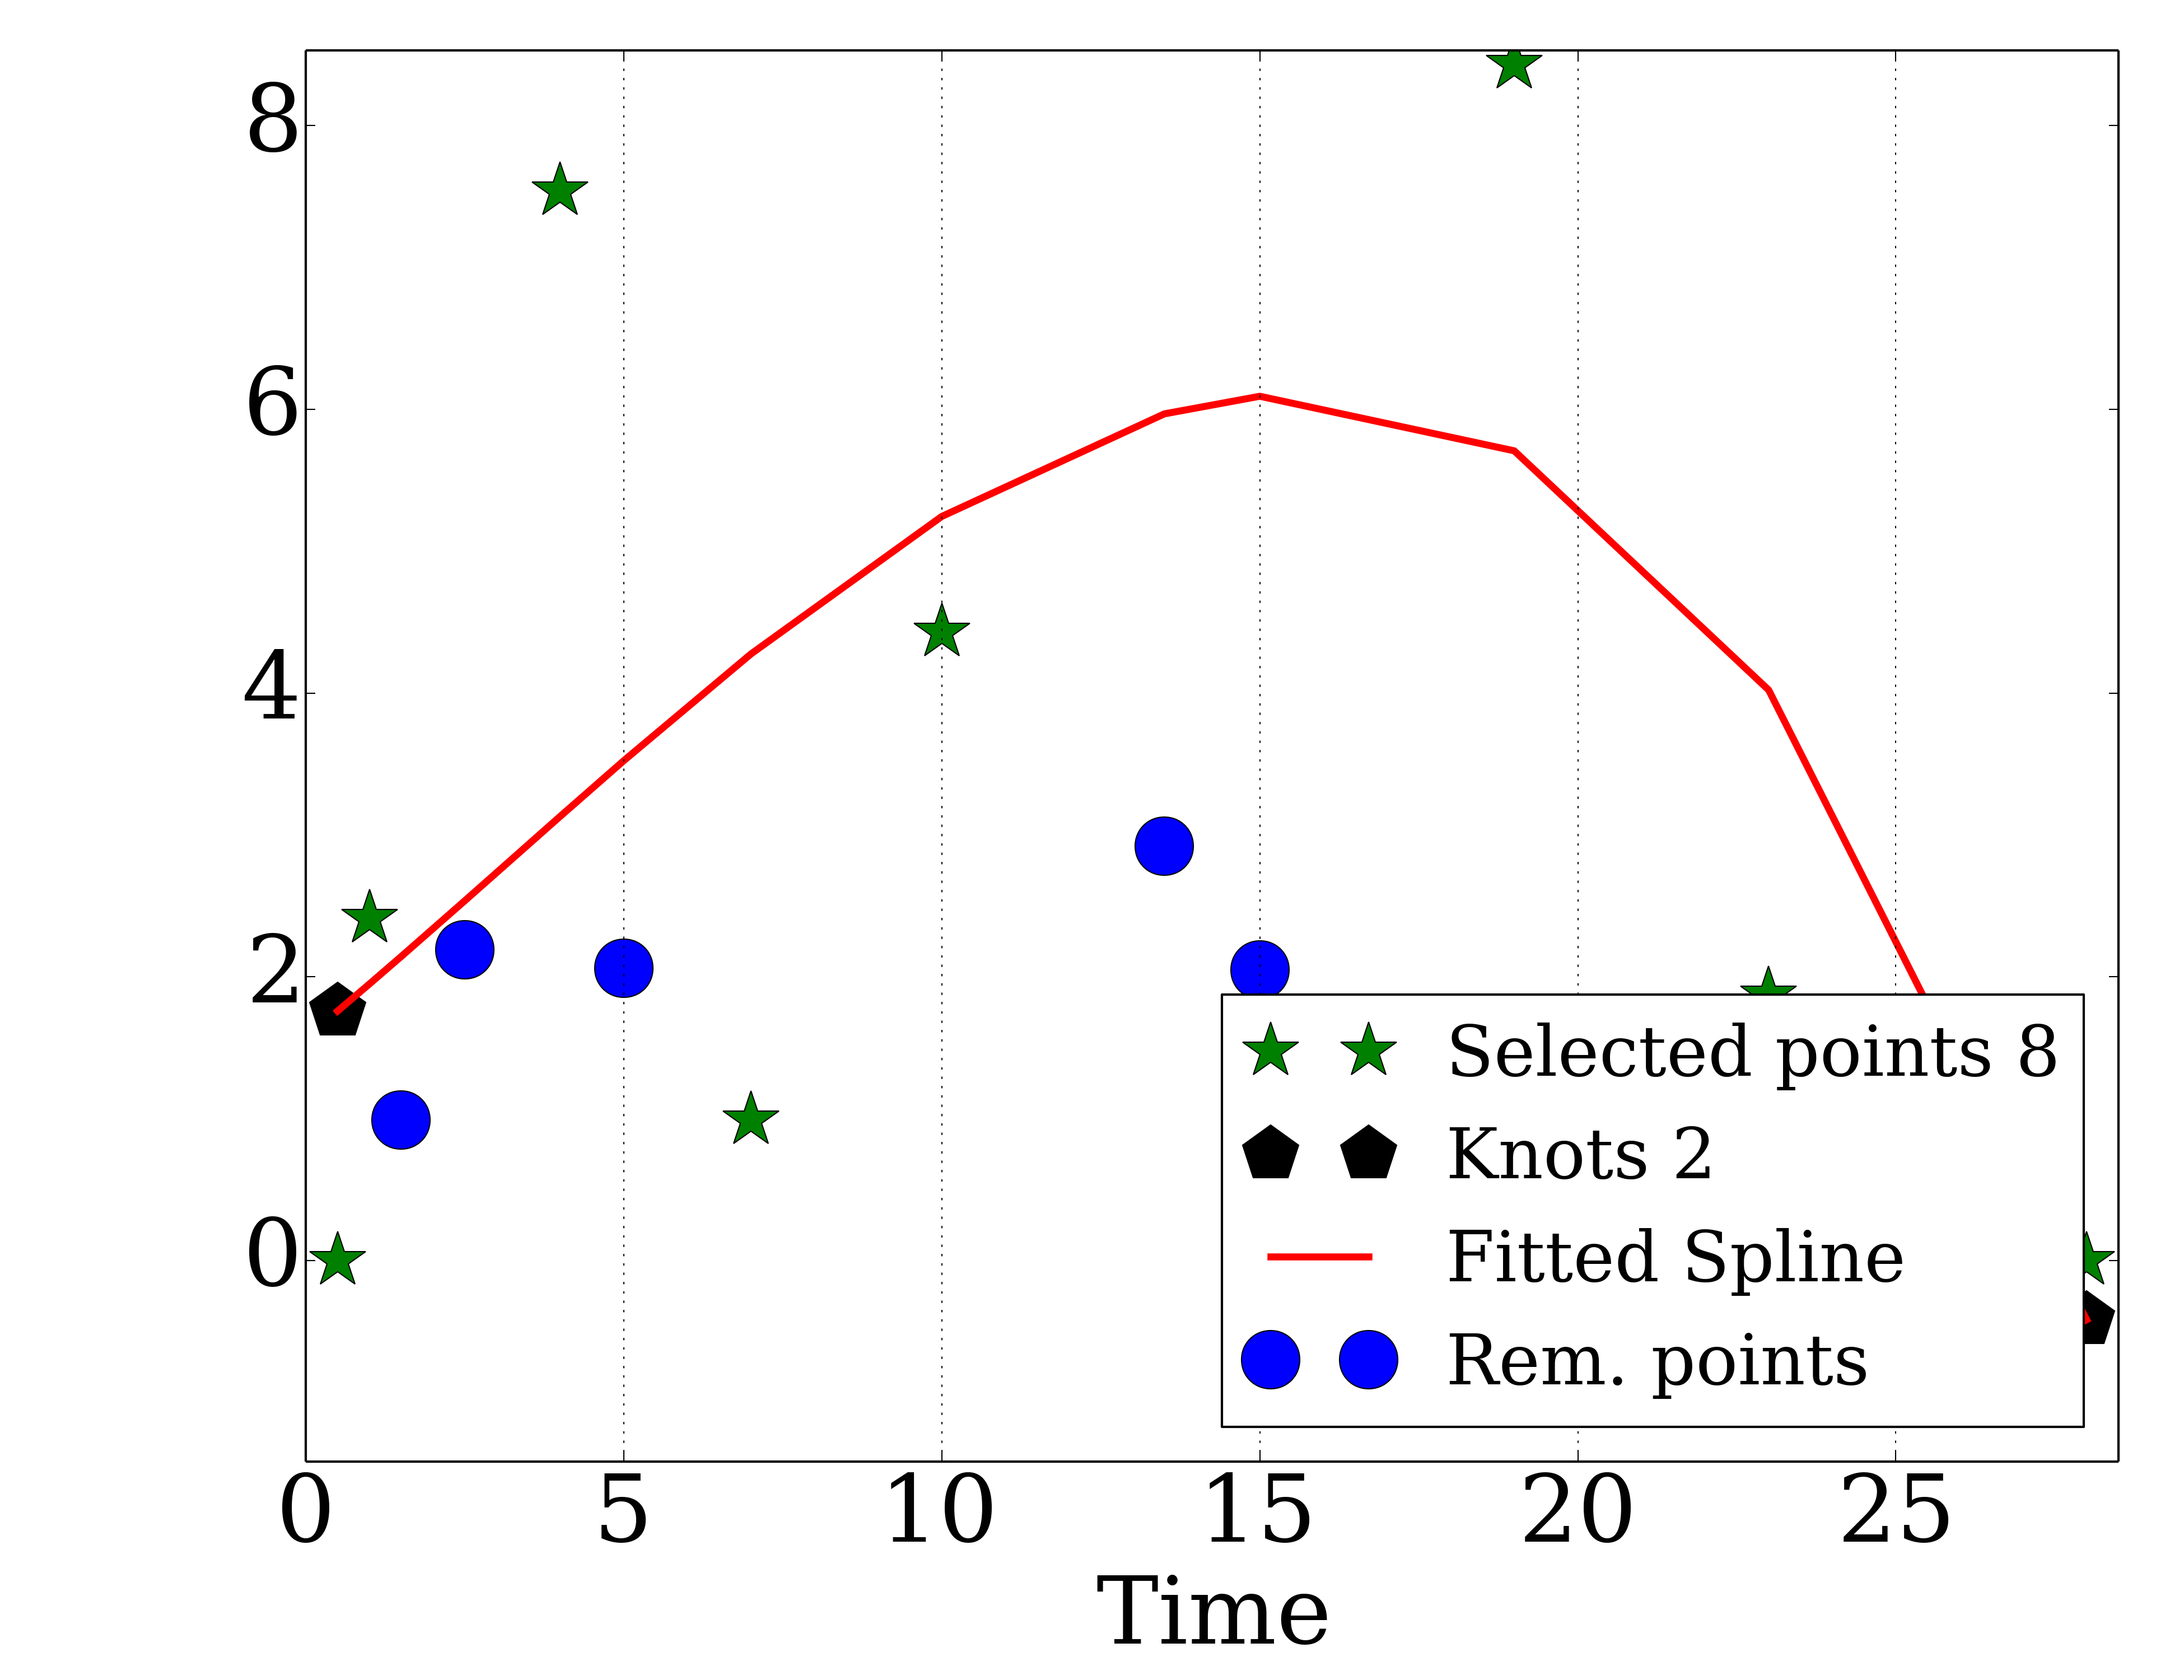 8
6
4
2
0
Selected points 8
Knots 2
Fitted Spline
Rem. points
0 5 10 15 20 25
Time